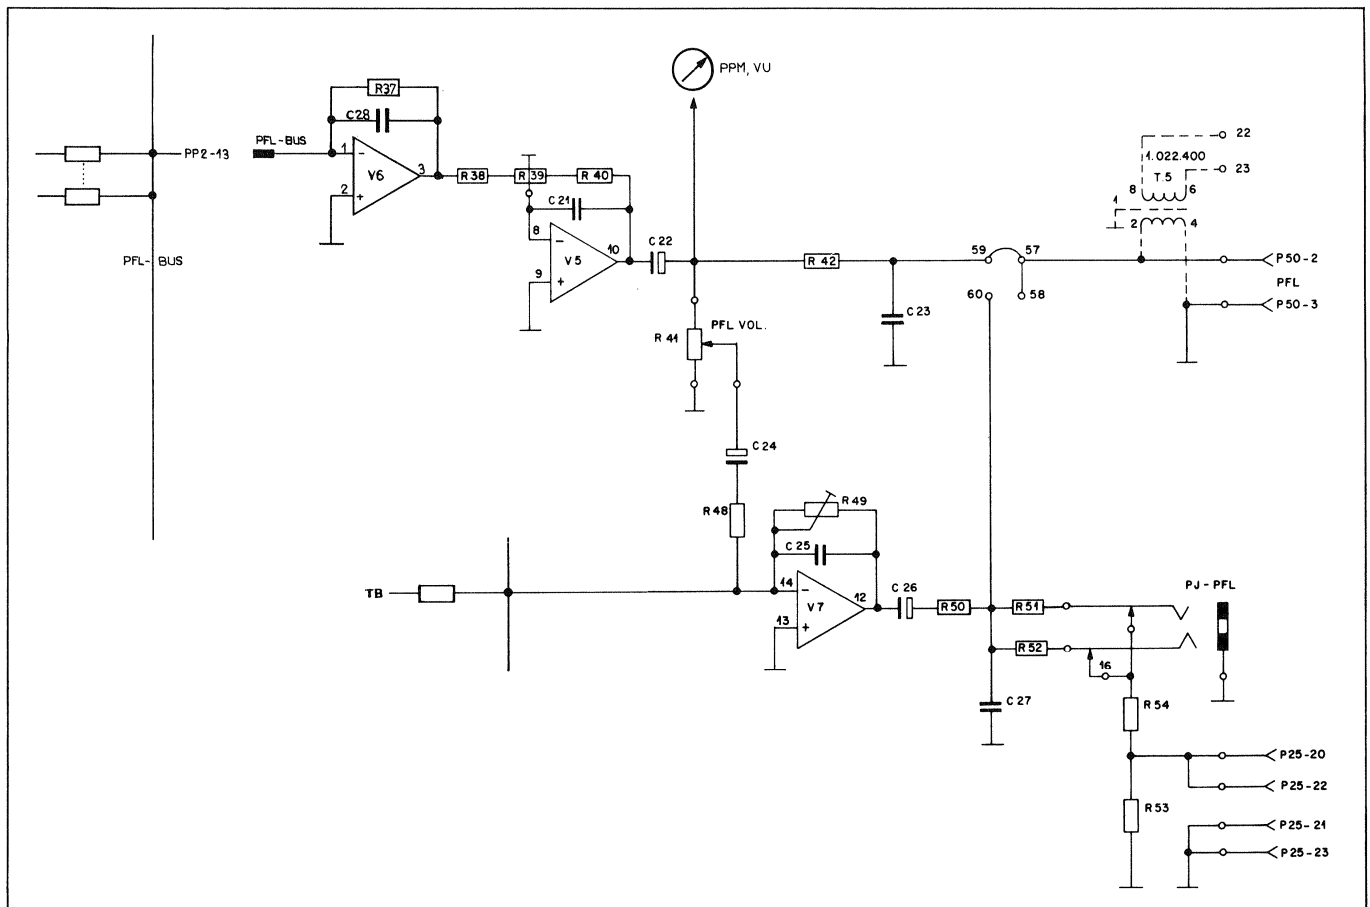 PPM, VU
R37
C28
PFL-BUS
PP2-13
1
-
V6
3
2
+
R38
R39
R40
C21
8
-
V5
10
9
+
C22
PFL-BUS
22
1.022.400
T.5
23
8
6
1
2
4
R42
59
57
P50-2
PFL
60
58
P50-3
C23
PFL VOL.
R41
C24
R48
R49
C25
TB
14
-
V7
12
13
+
C26
R50
R51
PJ-PFL
R52
16
C27
R54
P25-20
P25-22
R53
P25-21
P25-23